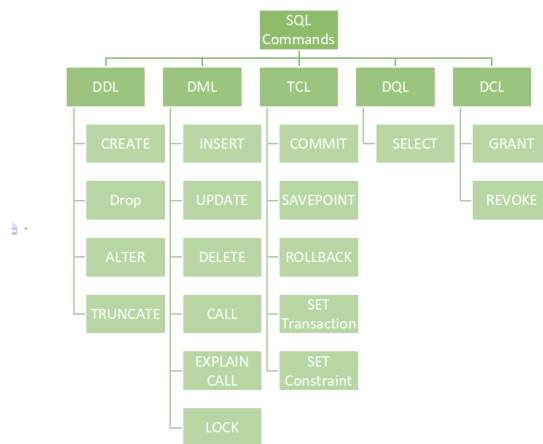 SQL
Commands
DDL
DML
TCL
DQL
DCL
CREATE
INSERT
COMMIT
SELECT
GRANT
Drop
UPDATE
SAVEPOINT
REVOKE
ALTER
DELETE
ROLLBACK
TRUNCATE
CALL
SET
Transaction
EXPLAIN
CALL
SET
Constraint
LOCK